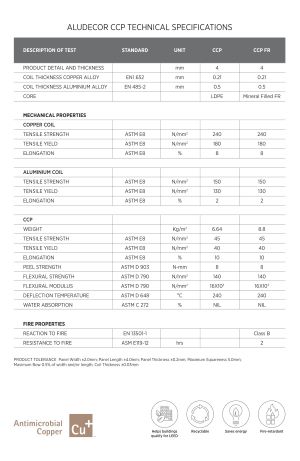 ALUDECOR CCP TECHNICAL SPECIFICATIONS
DESCRIPTION OF TEST STANDARD UNIT CCP CCP FR
PRODUCT DETAIL AND THICKNESS mm 4 4
COIL THICKNESS COPPER ALLOY EN1 652 mm 0.21 0.21
COIL THICKNESS ALUMINIUM ALLOY EN 485-2 mm 0.5 0.5
CORE LDPE Mineral Filled FR
MECHANICAL PROPERTIES
COPPER COIL
TENSILE STRENGTH ASTM E8 N/mm² 240 240
TENSILE YIELD ASTM E8 N/mm² 180 180
ELONGATION ASTM E8 % 8 8
ALUMINIUM COIL
TENSILE STRENGTH ASTM E8 N/mm² 150 150
TENSILE YIELD ASTM E8 N/mm² 130 130
ELONGATION ASTM E8 % 2 2
CCP
WEIGHT Kg/m² 6.64 8.8
TENSILE STRENGTH ASTM E8 N/mm² 45 45
TENSILE YIELD ASTM E8 N/mm² 40 40
ELONGATION ASTM E8 % 10 10
PEEL STRENGTH ASTM D 903 N-mm 8 8
FLEXURAL STRENGTH ASTM D 790 N/mm² 140 140
FLEXURAL MODULUS ASTM D 790 N/mm² 16X10³ 16X10³
DEFLECTION TEMPERATURE ASTM D 648 °C 240 240
WATER ABSORPTION ASTM C 272 % NIL NIL
FIRE PROPERTIES
REACTION TO FIRE EN 13501-1 Class B
RESISTANCE TO FIRE ASM E119-12 hrs 2
PRODUCT TOLERANCE: Panel Width ±2.0mm; Panel Length ±4.0mm; Panel Thickness ±0.2mm; Maximum Squareness 5.0mm;
Maximum Bow 0.5% of width and/or length; Coil Thickness ±0.03mm
Antimicrobial
Copper
Cu+
Helps buildings
qualify for LEED
Recyclable
Saves energy
Fire-retardant